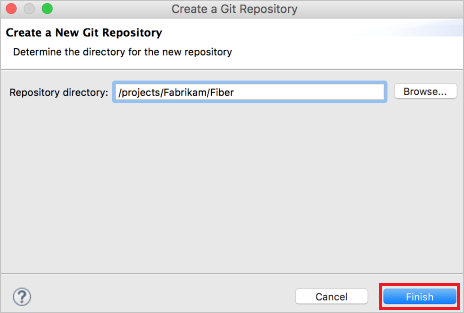 Create a Git Repository
Create a New Git Repository
Determine the directory for the new repository
Repository directory: /projects/Fabrikam/Fiber Browse...
? Cancel Finish